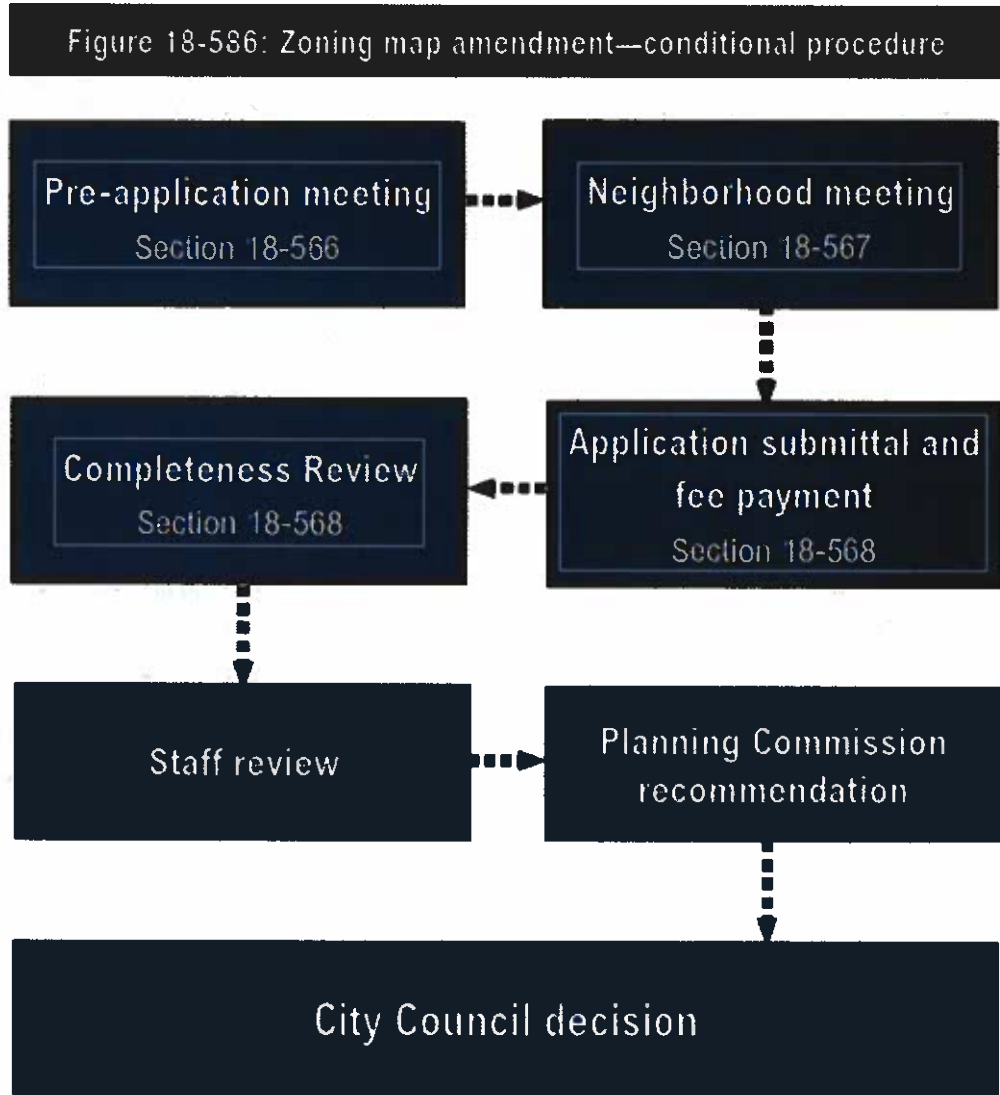 Figure 18-586: Zoning map amendment—conditional procedure
Pre-application meeting
Section 18-566
Neighborhood meeting
Section 18-567
Application submittal and
fee payment
Section 18-568
Completeness Review
Section 18-568
Staff review
Planning Commission
recommendation
City Council decision